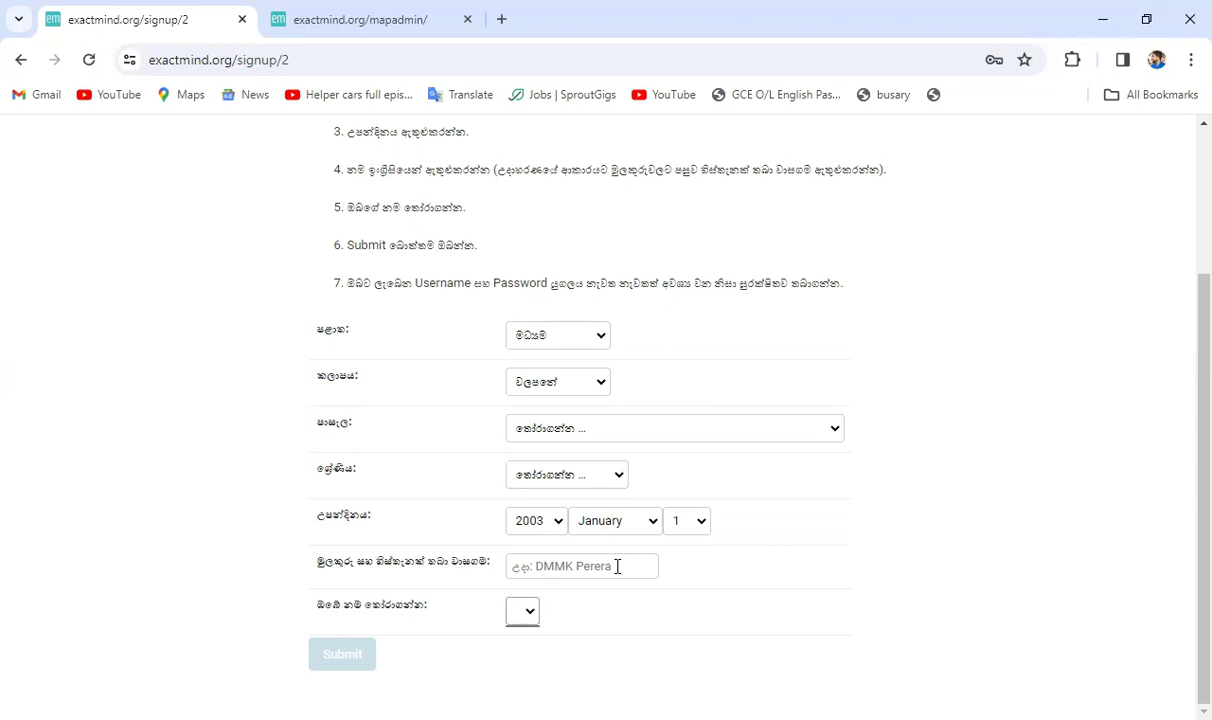 exactmind.org/signup/2
exactmind.org/mapadmin/
exactmind.org/signup/2
Gmail YouTube Maps News Helper cars full epis... Translate Jobs | SproutGigs YouTube GCE O/L English Pas... busary All Bookmarks
3. උපන්දිනය ඇතුළුකරන්න.
4. නම ඉංග්‍රීසියෙන් ඇතුළුකරන්න (උදාහරණයේ ආකාරයට මුලකුරුවලට පසුව හිස්තැනක් තබා වාසගම ඇතුළුකරන්න).
5. ඔබගේ නම තෝරාගන්න.
6. Submit බොත්තම ඔබන්න.
7. ඔබට ලැබෙන Username සහ Password යුගලය නැවත නැවතත් අවශ්‍ය වන නිසා සුරක්ෂිතව තබාගන්න.
පළාත: මධ්‍යම
කලාපය: වලපනේ
පාසැල: තෝරාගන්න ...
ශ්‍රේණිය: තෝරාගන්න ...
උපන්දිනය: 2003 January 1
මුලකුරු සහ හිස්තැනක් තබා වාසගම: උදා: DMMK Perera
ඔබේ නම තෝරාගන්න:
Submit